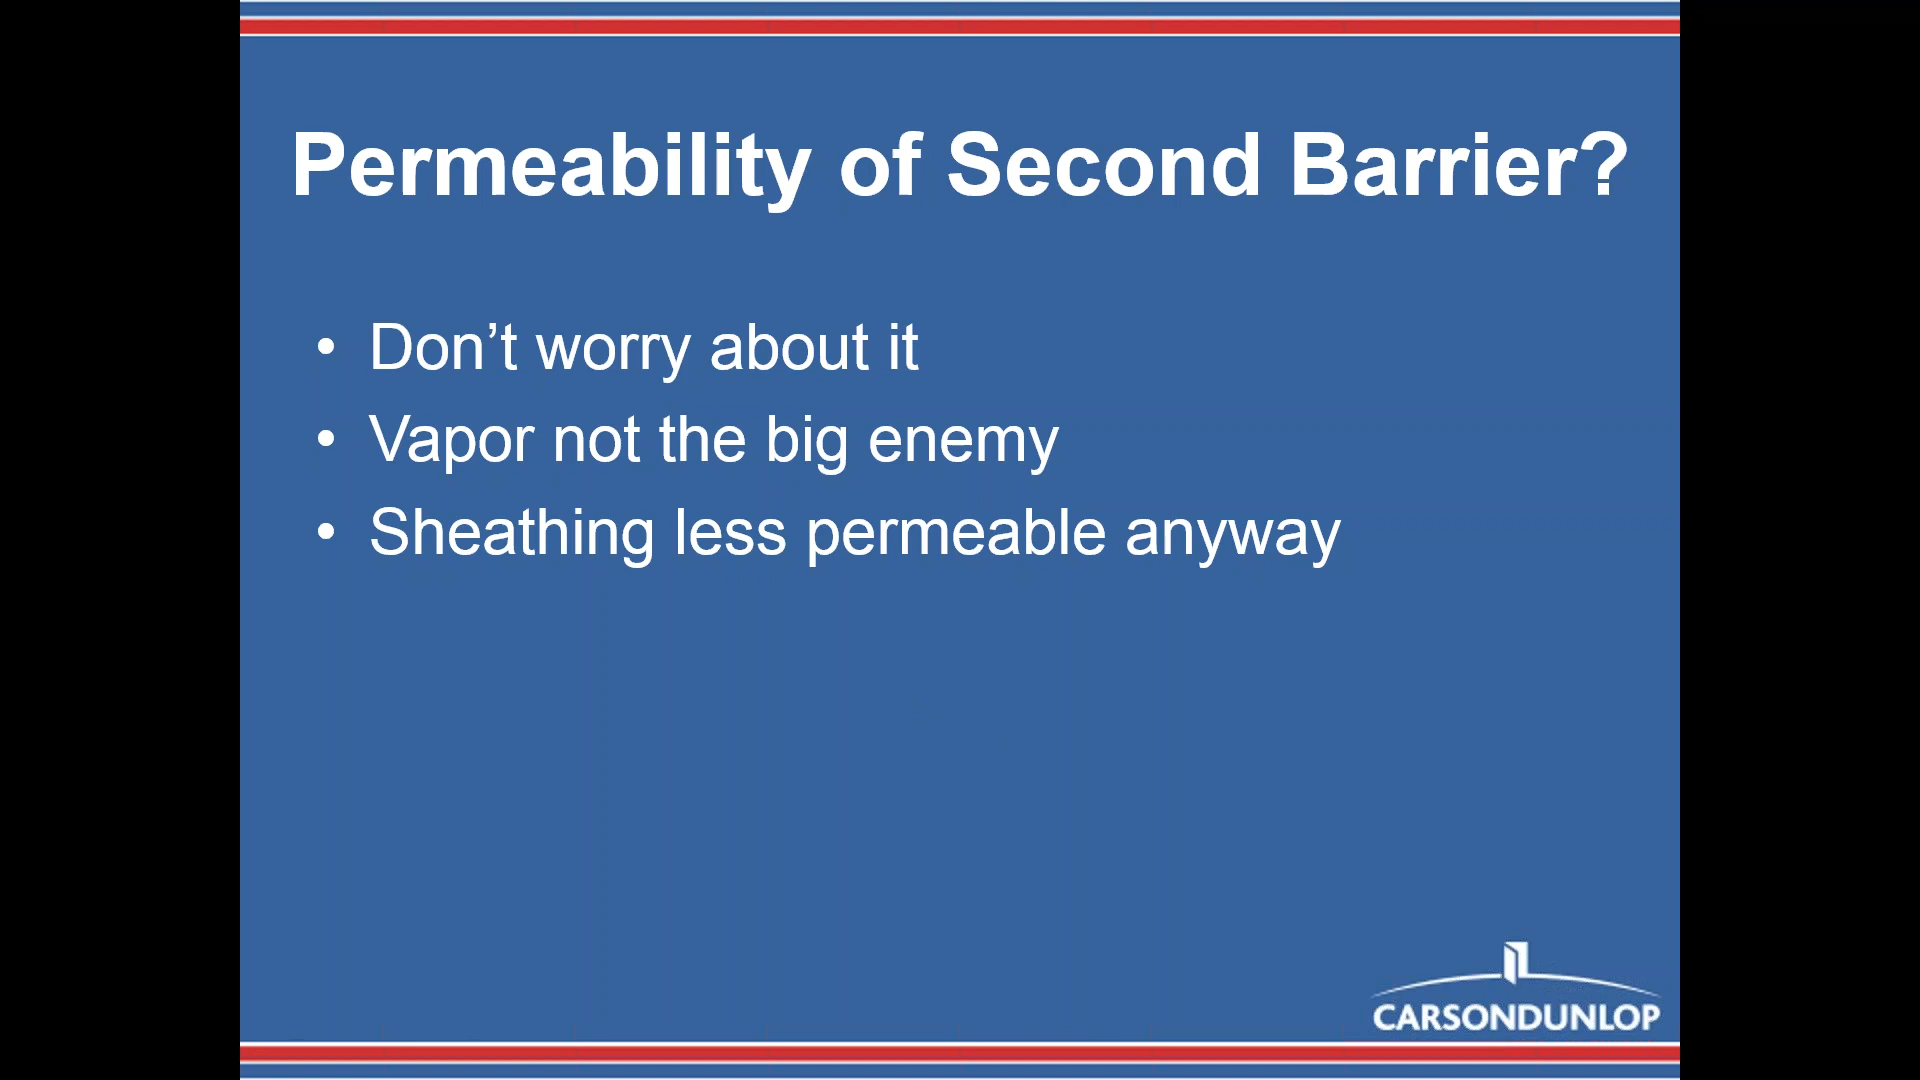 Permeability of Second Barrier?
• Don’t worry about it
• Vapor not the big enemy
• Sheathing less permeable anyway
CARSONDUNLOP